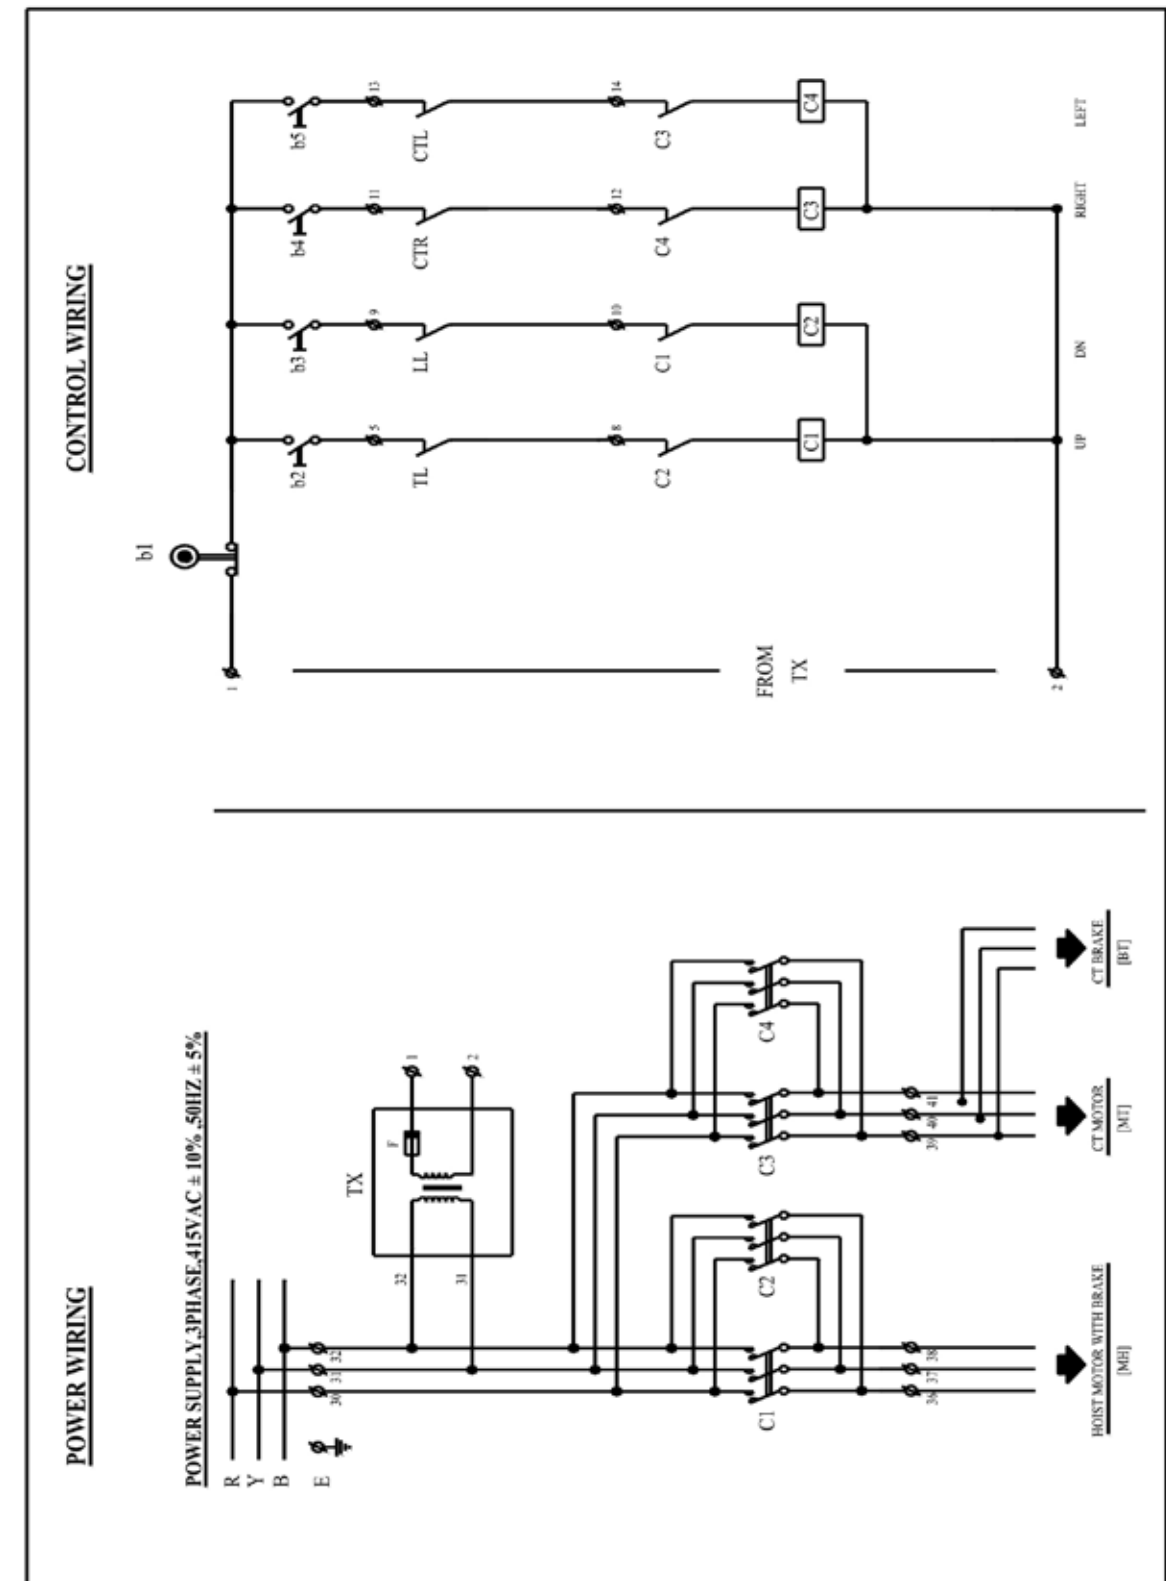 POWER WIRING
POWER SUPPLY,3PHASE,415VAC ± 10% ,50HZ ± 5%
R
Y
B
E
30
31
32
TX
F
32
31
1
2
C1
C2
C3
C4
36
37
38
39
40
41
HOIST MOTOR WITH BRAKE
[MH]
CT MOTOR
[MT]
CT BRAKE
[BT]
CONTROL WIRING
b1
1
b2
b3
b4
b5
5
9
11
13
TL
LL
CTR
CTL
8
10
12
14
C2
C1
C4
C3
C1
C2
C3
C4
FROM
TX
2
UP
DN
RIGHT
LEFT